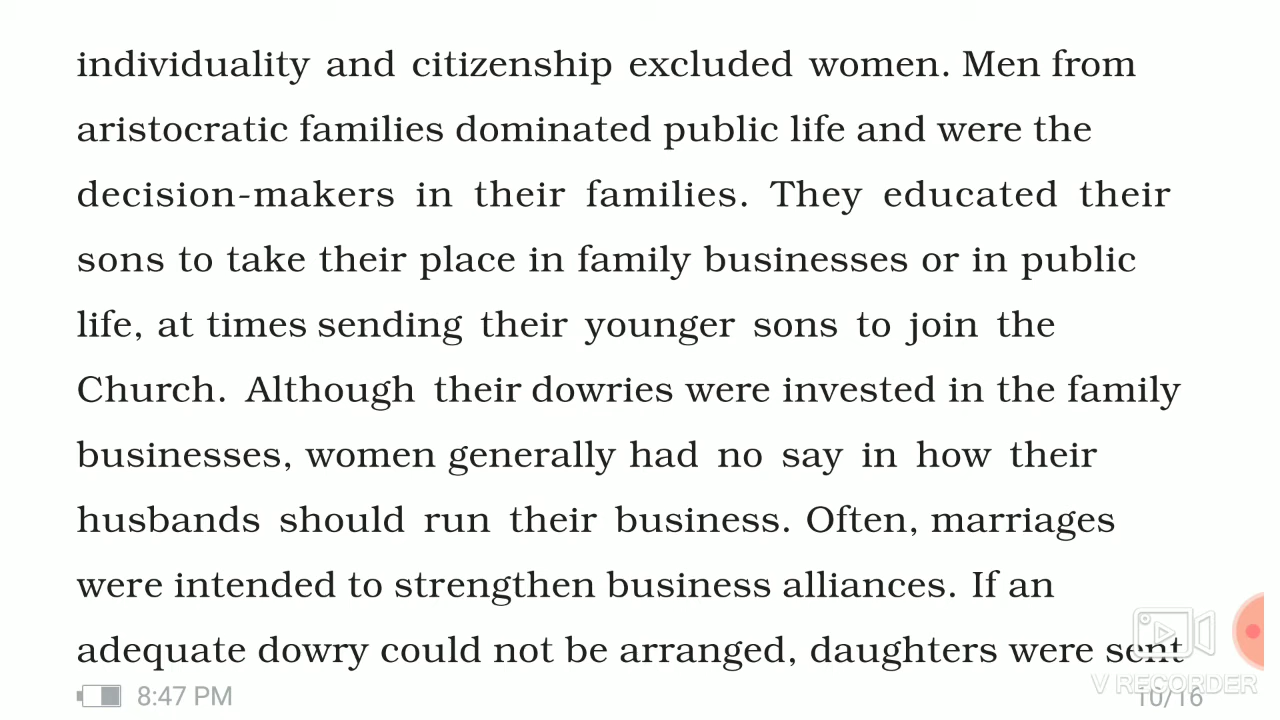 individuality and citizenship excluded women. Men from
aristocratic families dominated public life and were the
decision-makers in their families. They educated their
sons to take their place in family businesses or in public
life, at times sending their younger sons to join the
Church. Although their dowries were invested in the family
businesses, women generally had no say in how their
husbands should run their business. Often, marriages
were intended to strengthen business alliances. If an
adequate dowry could not be arranged, daughters were sent
8:47 PM
V RECORDER
10/16